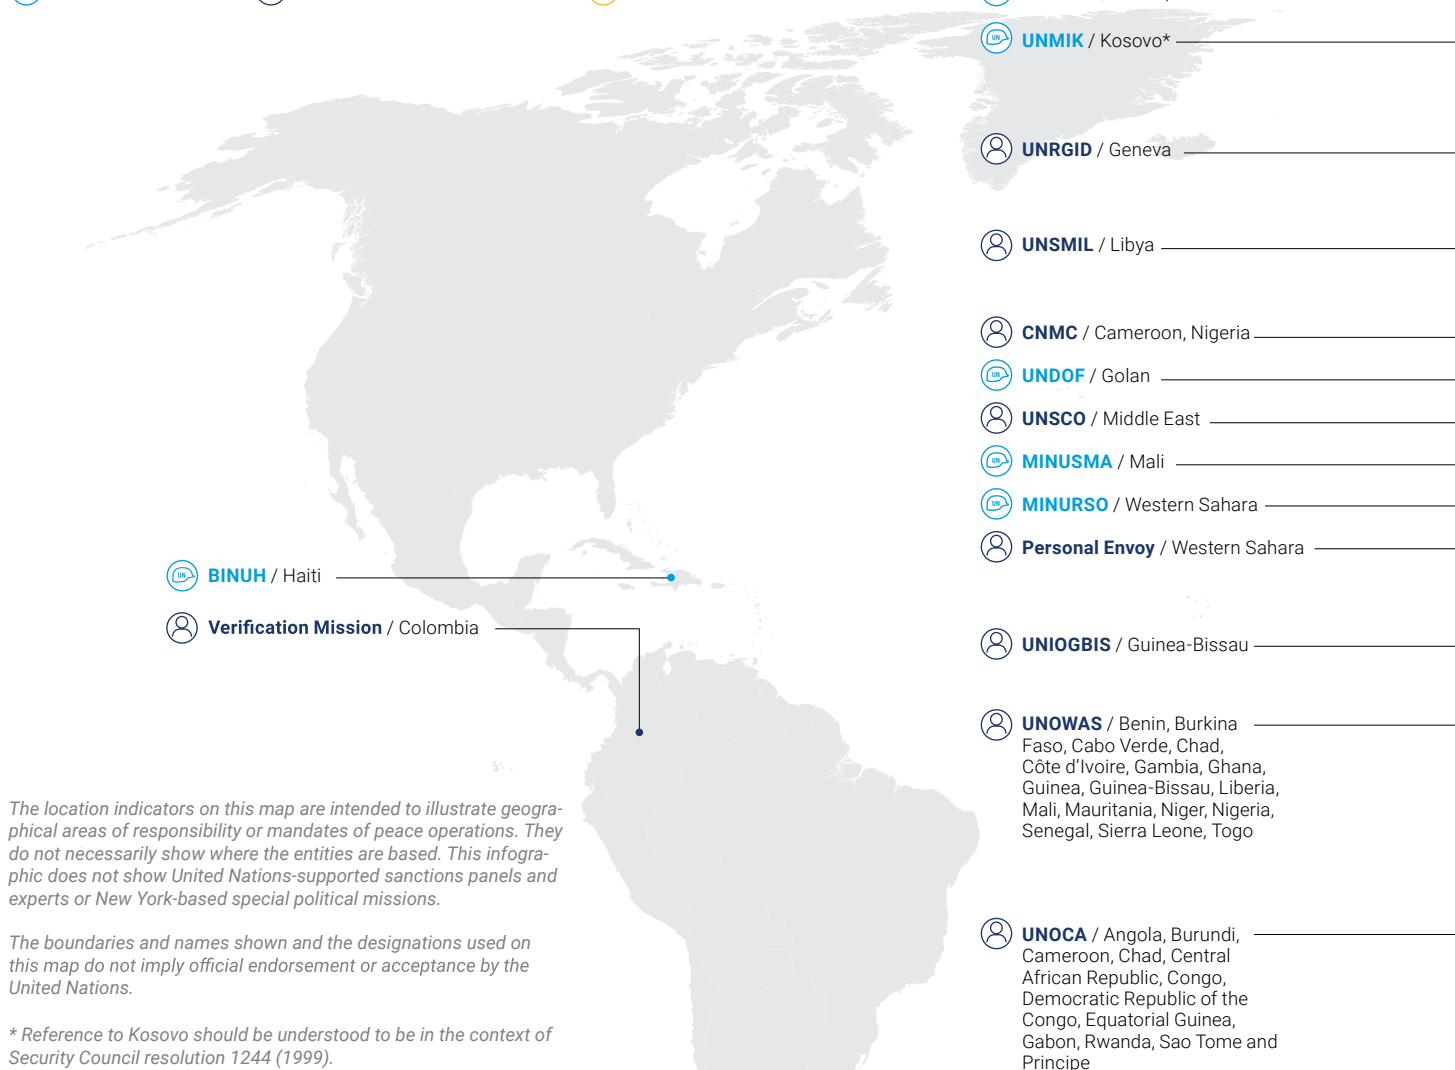 UNMIK / Kosovo*
UNRGID / Geneva
UNSMIL / Libya
CNMC / Cameroon, Nigeria
UNDOF / Golan
UNSCO / Middle East
MINUSMA / Mali
MINURSO / Western Sahara
Personal Envoy / Western Sahara
BINUH / Haiti
Verification Mission / Colombia
UNIOGBIS / Guinea-Bissau
UNOWAS / Benin, Burkina
Faso, Cabo Verde, Chad,
Côte d'Ivoire, Gambia, Ghana,
Guinea, Guinea-Bissau, Liberia,
Mali, Mauritania, Niger, Nigeria,
Senegal, Sierra Leone, Togo
UNOCA / Angola, Burundi,
Cameroon, Chad, Central
African Republic, Congo,
Democratic Republic of the
Congo, Equatorial Guinea,
Gabon, Rwanda, Sao Tome and
Principe
The location indicators on this map are intended to illustrate geogra-
phical areas of responsibility or mandates of peace operations. They
do not necessarily show where the entities are based. This infogra-
phic does not show United Nations-supported sanctions panels and
experts or New York-based special political missions.
The boundaries and names shown and the designations used on
this map do not imply official endorsement or acceptance by the
United Nations.
* Reference to Kosovo should be understood to be in the context of
Security Council resolution 1244 (1999).